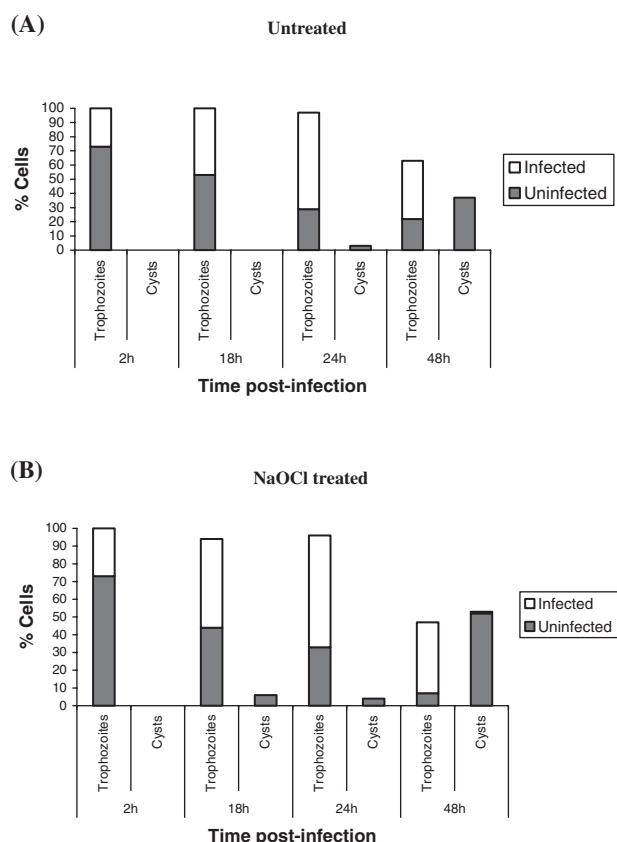 (A)
Untreated
100
90
80
70
60
50
40
30
20
10
0
% Cells
Infected
Uninfected
Trophozoites Cysts Trophozoites Cysts Trophozoites Cysts Trophozoites Cysts
2h 18h 24h 48h
Time post-infection
(B)
NaOCl treated
100
90
80
70
60
50
40
30
20
10
0
% Cells
Infected
Uninfected
Trophozoites Cysts Trophozoites Cysts Trophozoites Cysts Trophozoites Cysts
2h 18h 24h 48h
Time post-infection